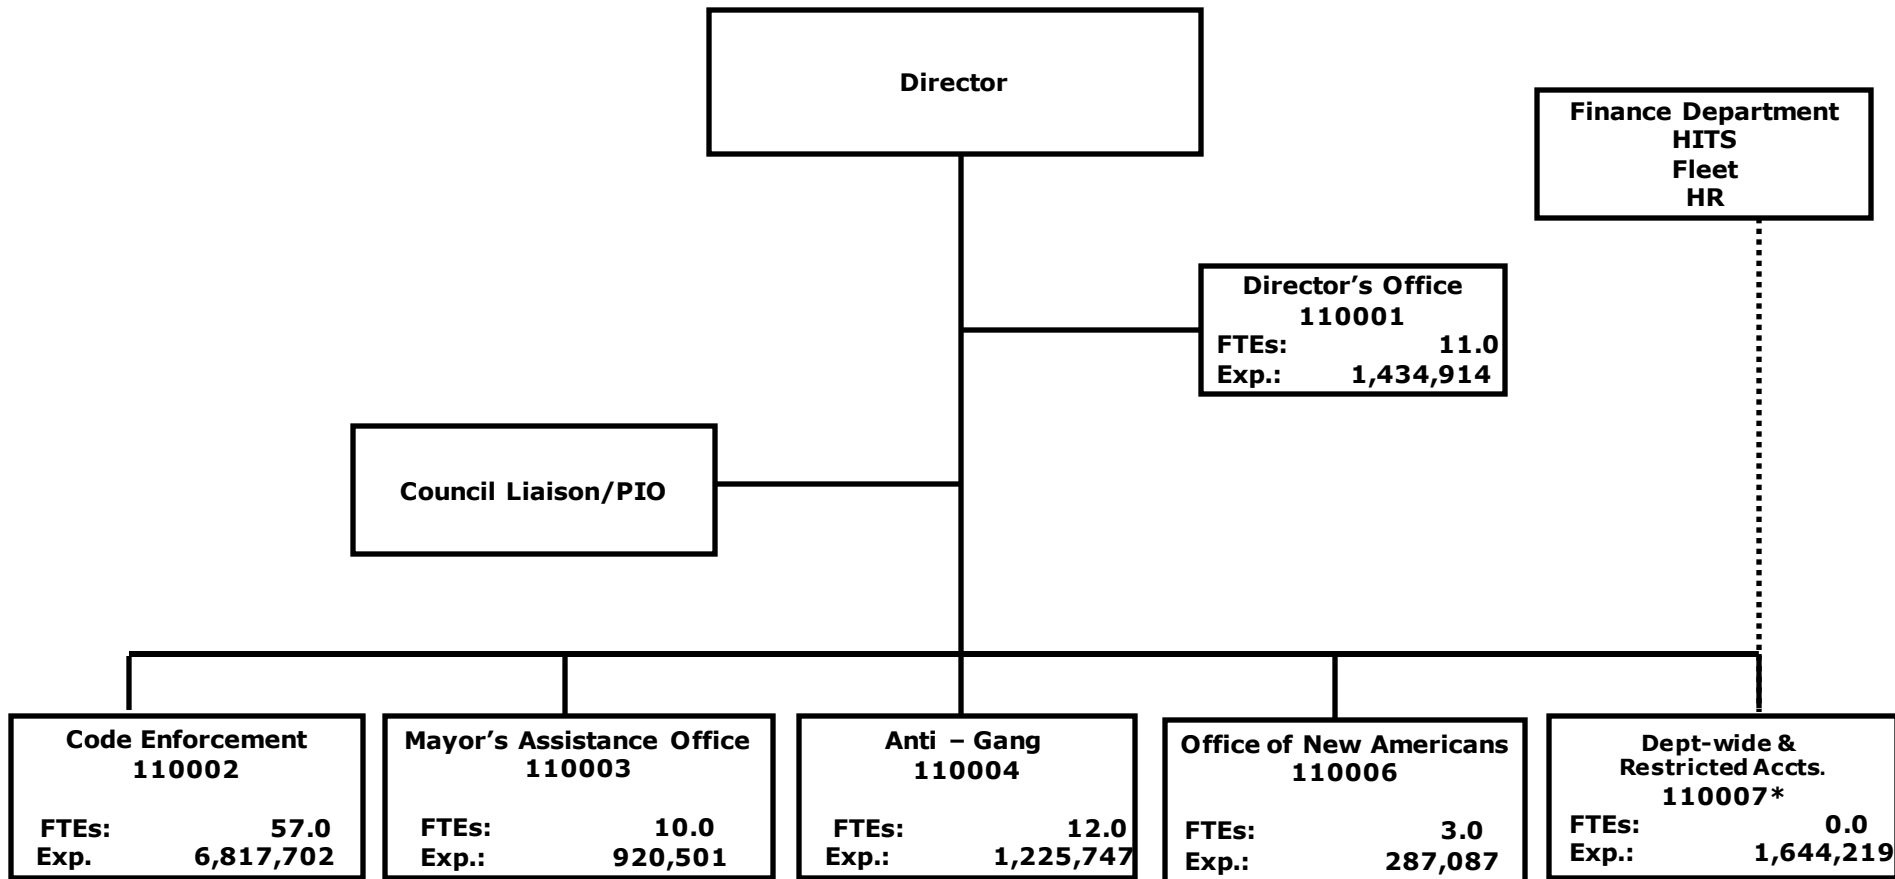 Director
Finance Department
HITS
Fleet
HR
Director’s Office
110001
FTEs: 11.0
Exp.: 1,434,914
Council Liaison/PIO
Code Enforcement
110002
FTEs: 57.0
Exp. 6,817,702
Mayor’s Assistance Office
110003
FTEs: 10.0
Exp.: 920,501
Anti – Gang
110004
FTEs: 12.0
Exp.: 1,225,747
Office of New Americans
110006
FTEs: 3.0
Exp.: 287,087
Dept-wide &
Restricted Accts.
110007*
FTEs: 0.0
Exp.: 1,644,219